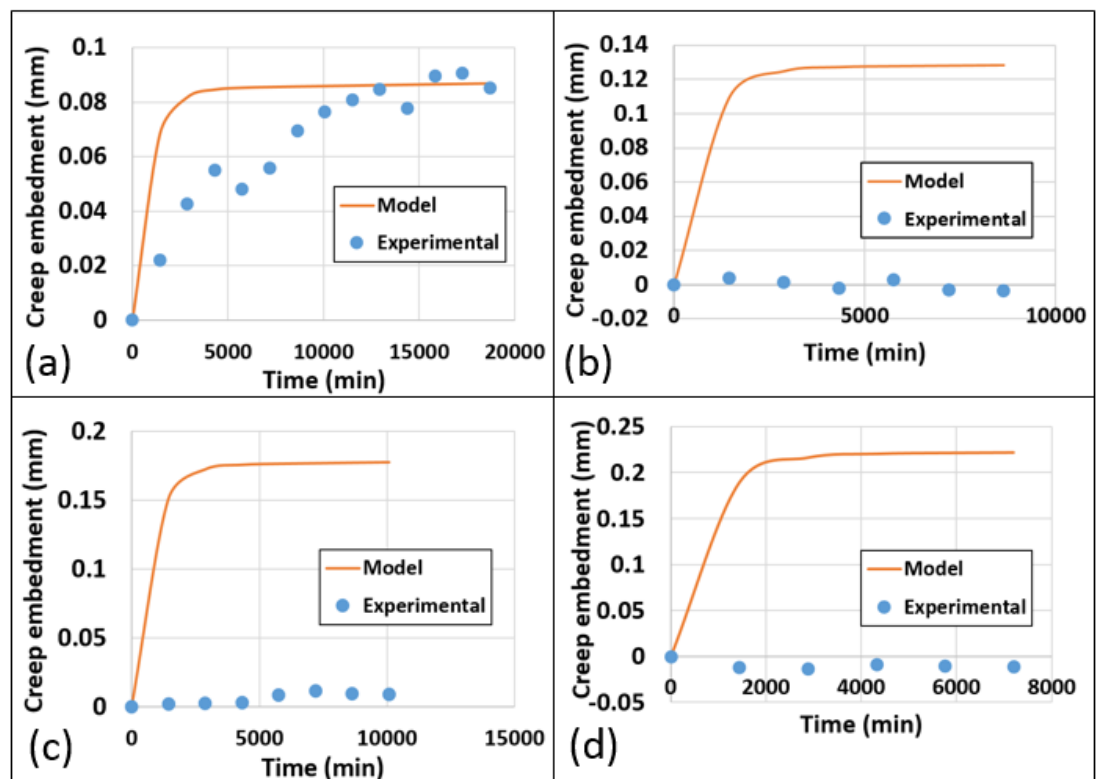 Creep embedment (mm)
0.1
0.08
0.06
0.04
0.02
0
Model
Experimental
0
5000
10000
15000
20000
Time (min)
(a)
Creep embedment (mm)
0.14
0.12
0.10
0.08
0.06
0.04
0.02
0
-0.02
Model
Experimental
0
5000
10000
Time (min)
(b)
Creep embedment (mm)
0.2
0.15
0.1
0.05
0
Model
Experimental
0
5000
10000
15000
Time (min)
(c)
Creep embedment (mm)
0.25
0.2
0.15
0.1
0.05
0
-0.05
Model
Experimental
0
2000
4000
6000
8000
Time (min)
(d)